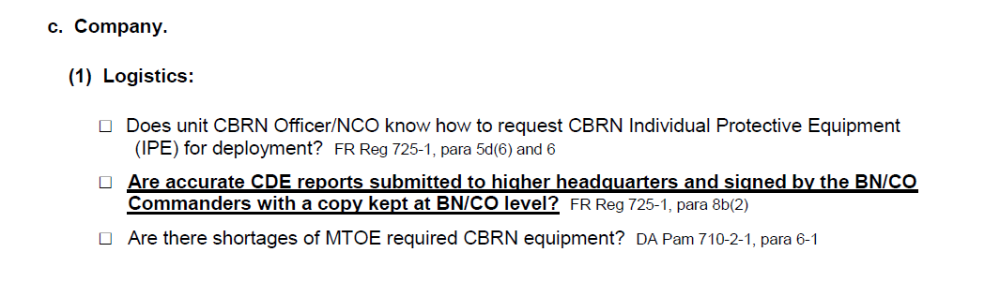 c. Company.
(1) Logistics:
☐ Does unit CBRN Officer/NCO know how to request CBRN Individual Protective Equipment
(IPE) for deployment? FR Reg 725-1, para 5d(6) and 6
☐ Are accurate CDE reports submitted to higher headquarters and signed by the BN/CO
Commanders with a copy kept at BN/CO level? FR Reg 725-1, para 8b(2)
☐ Are there shortages of MTOE required CBRN equipment? DA Pam 710-2-1, para 6-1